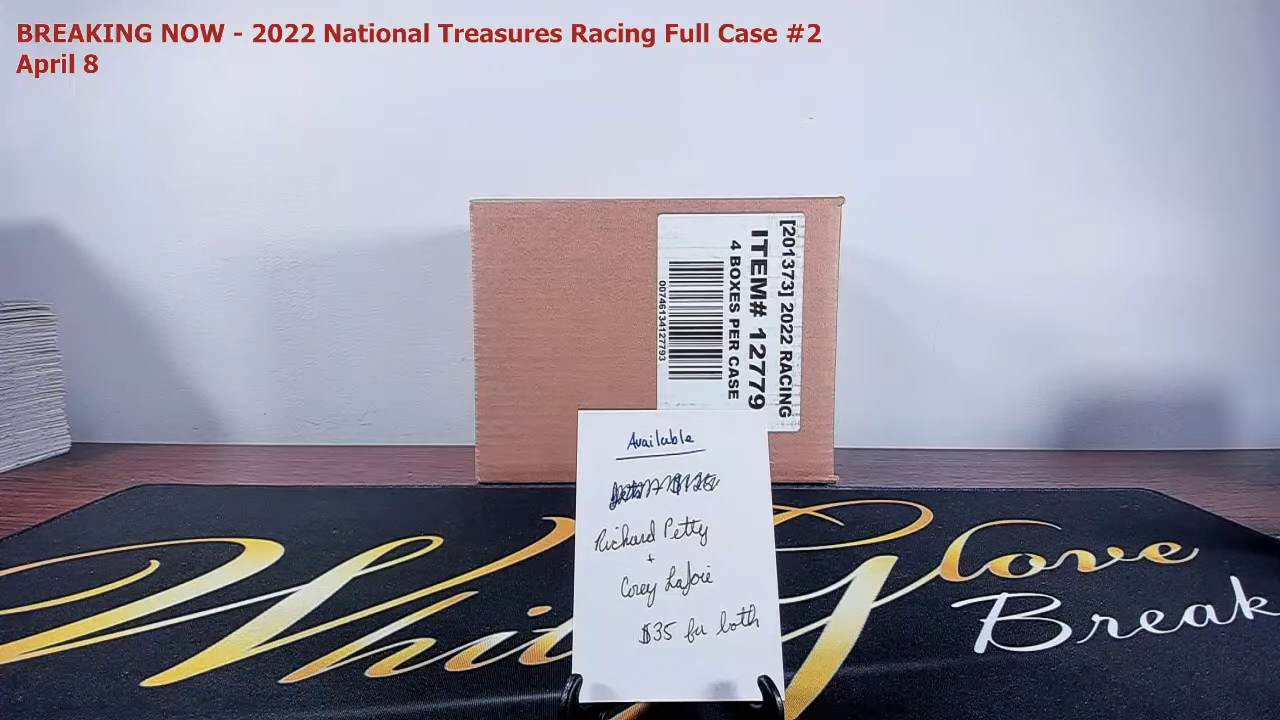 BREAKING NOW - 2022 National Treasures Racing Full Case #2
April 8
[201373] 2022 RACING
ITEM# 12779
4 BOXES PER CASE
00746134127793
Available
Richard Petty
+
Corey LaJoie
$35 for both
White Glove
Break